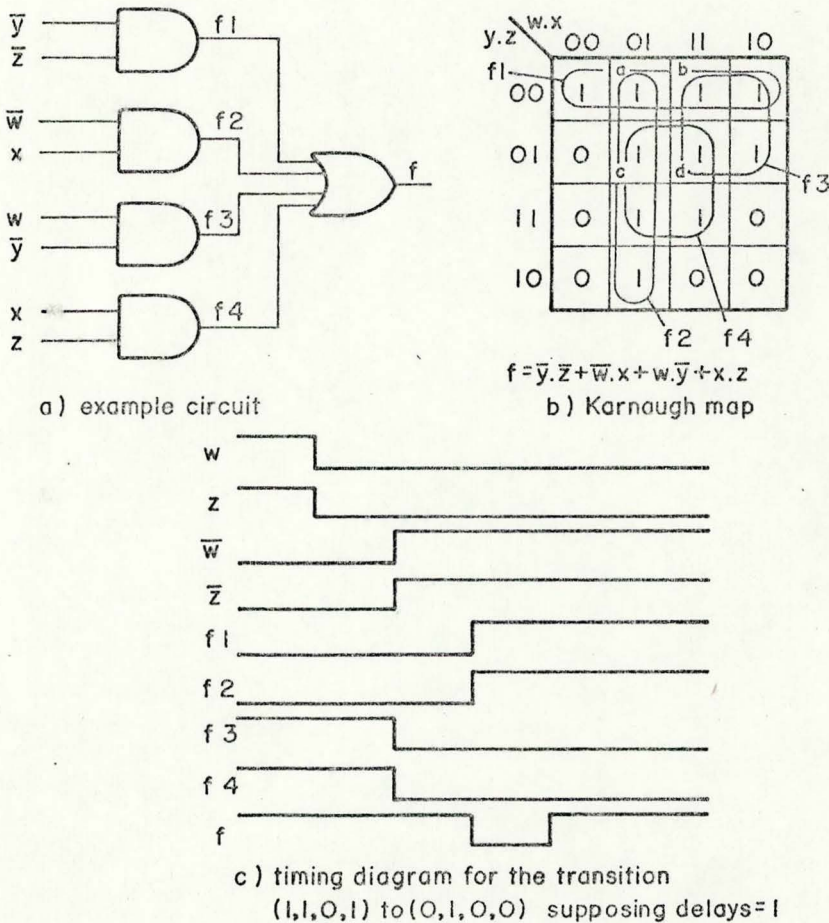 ȳ
z̄
f1
w̄
x
f2
w
ȳ
f3
x
z
f4
f
a) example circuit
w.x
y.z
00 01 11 10
f1
a b
00 1 1 1 1
01 0 1 1 1
c d
f3
11 0 1 1 0
10 0 1 0 0
f2 f4
f=ȳ.z̄+w̄.x+w.ȳ+x.z
b) Karnaugh map
w
z
w̄
z̄
f1
f2
f3
f4
f
c) timing diagram for the transition
(1,1,0,1) to (0,1,0,0) supposing delays=1